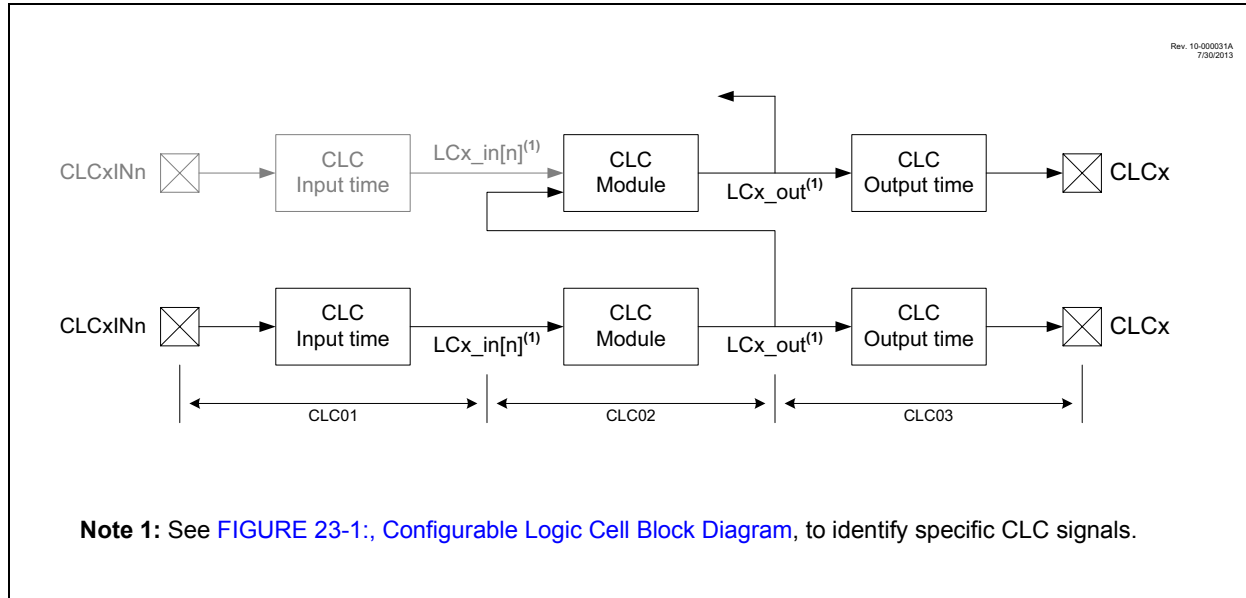 Rev. 10-000031A
7/30/2013
CLCxINn
CLC
Input time
LCx_in[n](1)
CLC
Module
LCx_out(1)
CLC
Output time
CLCx
CLCxINn
CLC
Input time
LCx_in[n](1)
CLC
Module
LCx_out(1)
CLC
Output time
CLCx
CLC01
CLC02
CLC03
Note 1: See FIGURE 23-1:, Configurable Logic Cell Block Diagram, to identify specific CLC signals.